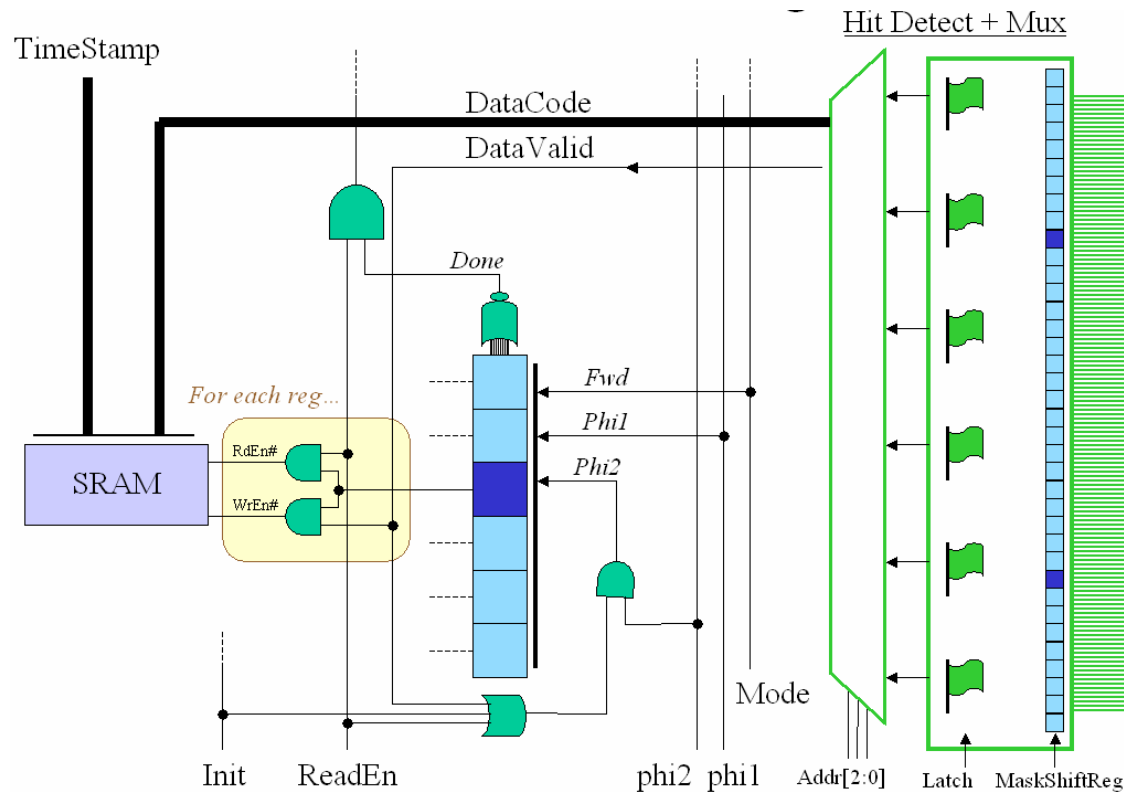 Hit Detect + Mux
TimeStamp
DataCode
DataValid
Done
Fwd
For each reg...
Phi1
RdEn#
Phi2
SRAM
WrEn#
Mode
Init
ReadEn
phi2
phi1
Addr[2:0]
Latch
MaskShiftReg